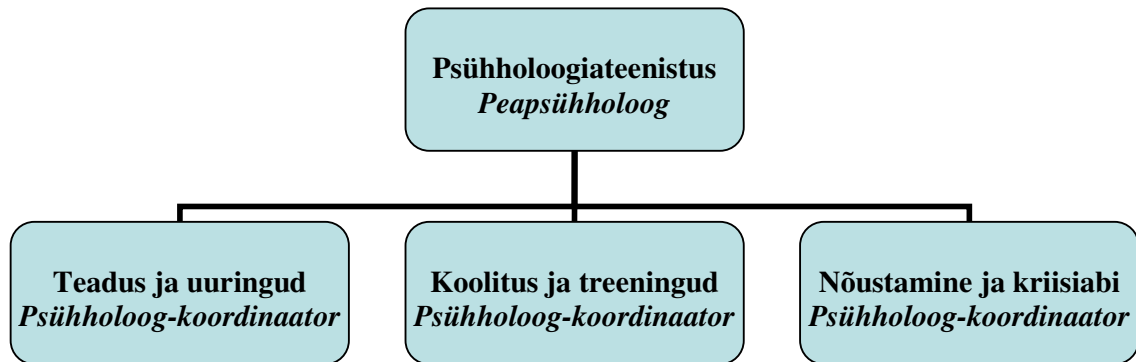 Psühholoogiateenistus
Peapsühholoog
Teadus ja uuringud
Psühholoog-koordinaator
Koolitus ja treeningud
Psühholoog-koordinaator
Nõustamine ja kriisiabi
Psühholoog-koordinaator